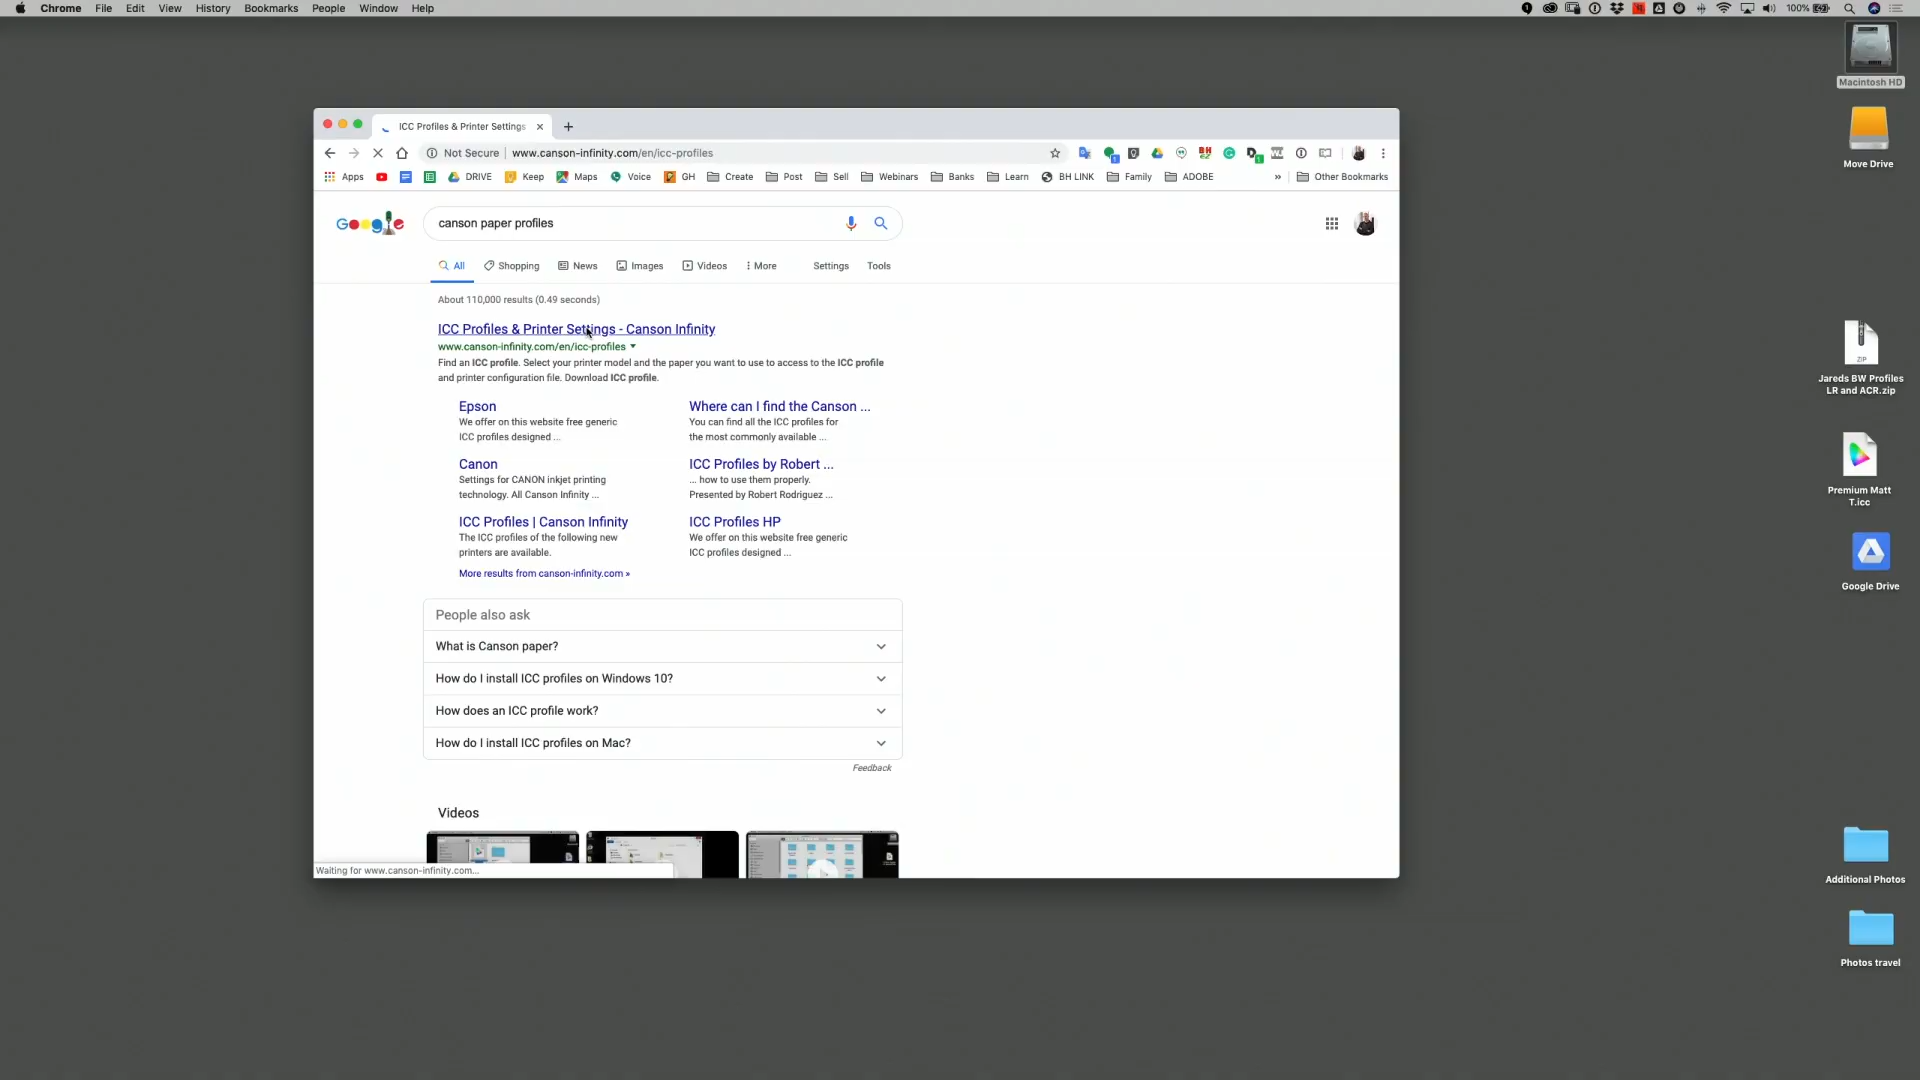 Chrome File Edit View History Bookmarks People Window Help
100%
Macintosh HD
Move Drive
ICC Profiles & Printer Settings
Not Secure | www.canson-infinity.com/en/icc-profiles
Apps DRIVE Keep Maps Voice GH Create Post Sell Webinars Banks Learn BH LINK Family ADOBE » Other Bookmarks
Google
canson paper profiles
All Shopping News Images Videos More Settings Tools
About 110,000 results (0.49 seconds)
ICC Profiles & Printer Settings - Canson Infinity
www.canson-infinity.com/en/icc-profiles
Find an ICC profile. Select your printer model and the paper you want to use to access to the ICC profile
and printer configuration file. Download ICC profile.
Epson
We offer on this website free generic
ICC profiles designed ...
Where can I find the Canson ...
You can find all the ICC profiles for
the most commonly available ...
Canon
Settings for CANON inkjet printing
technology. All Canson Infinity ...
ICC Profiles by Robert ...
... how to use them properly.
Presented by Robert Rodriguez ...
ICC Profiles | Canson Infinity
The ICC profiles of the following new
printers are available.
ICC Profiles HP
We offer on this website free generic
ICC profiles designed ...
More results from canson-infinity.com »
People also ask
What is Canson paper?
How do I install ICC profiles on Windows 10?
How does an ICC profile work?
How do I install ICC profiles on Mac?
Feedback
Videos
Waiting for www.canson-infinity.com...
ZIP
Jareds BW Profiles
LR and ACR.zip
Premium Matt
T.icc
Google Drive
Additional Photos
Photos travel